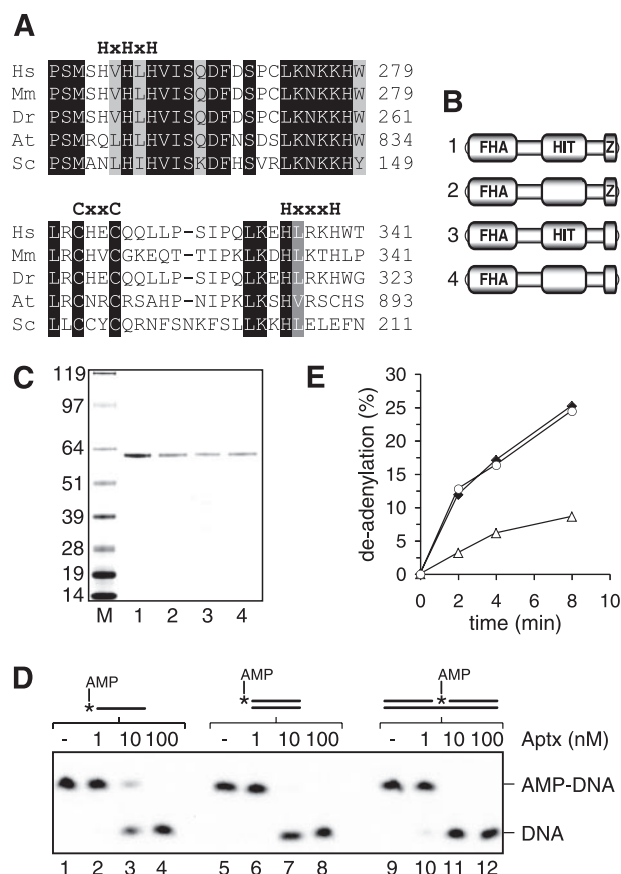 A
HxHxH
Hs PSMSHVHLHVISQDFDSPCLKNKKHW 279
Mm PSMSHVHLHVISQDFDSPCLKNKKHW 279
Dr PSMSHVHLHVISQDFDSPCLKNKKHW 261
At PSMRQLHLHVISQDFNSDSLKNKKHW 834
Sc PSMANLHIHVISKDFHSVRLKNKKHY 149
CxxC HxxxH
Hs LRCHECQQLLP-SIPQLKEHLRKHWT 341
Mm LRCHVCGKEQT-TIPKLKDHLKTHLP 341
Dr LRCHECQQLLP-SIPQLKEHLRKHWG 323
At LRCNRCRSAHP-NIPKLKSHVRSCHS 893
Sc LLCCYCQRNFSNKFSLLKKHLELEFN 211
B
1 FHA HIT Z
2 FHA Z
3 FHA HIT
4 FHA
C
119
97
64
51
39
28
19
14
M 1 2 3 4
E
de-adenylation (%)
30
25
20
15
10
5
0
0 2 4 6 8 10
time (min)
D
AMP AMP AMP
* * *
- 1 10 100 - 1 10 100 - 1 10 100 Aptx (nM)
AMP-DNA
DNA
1 2 3 4 5 6 7 8 9 10 11 12